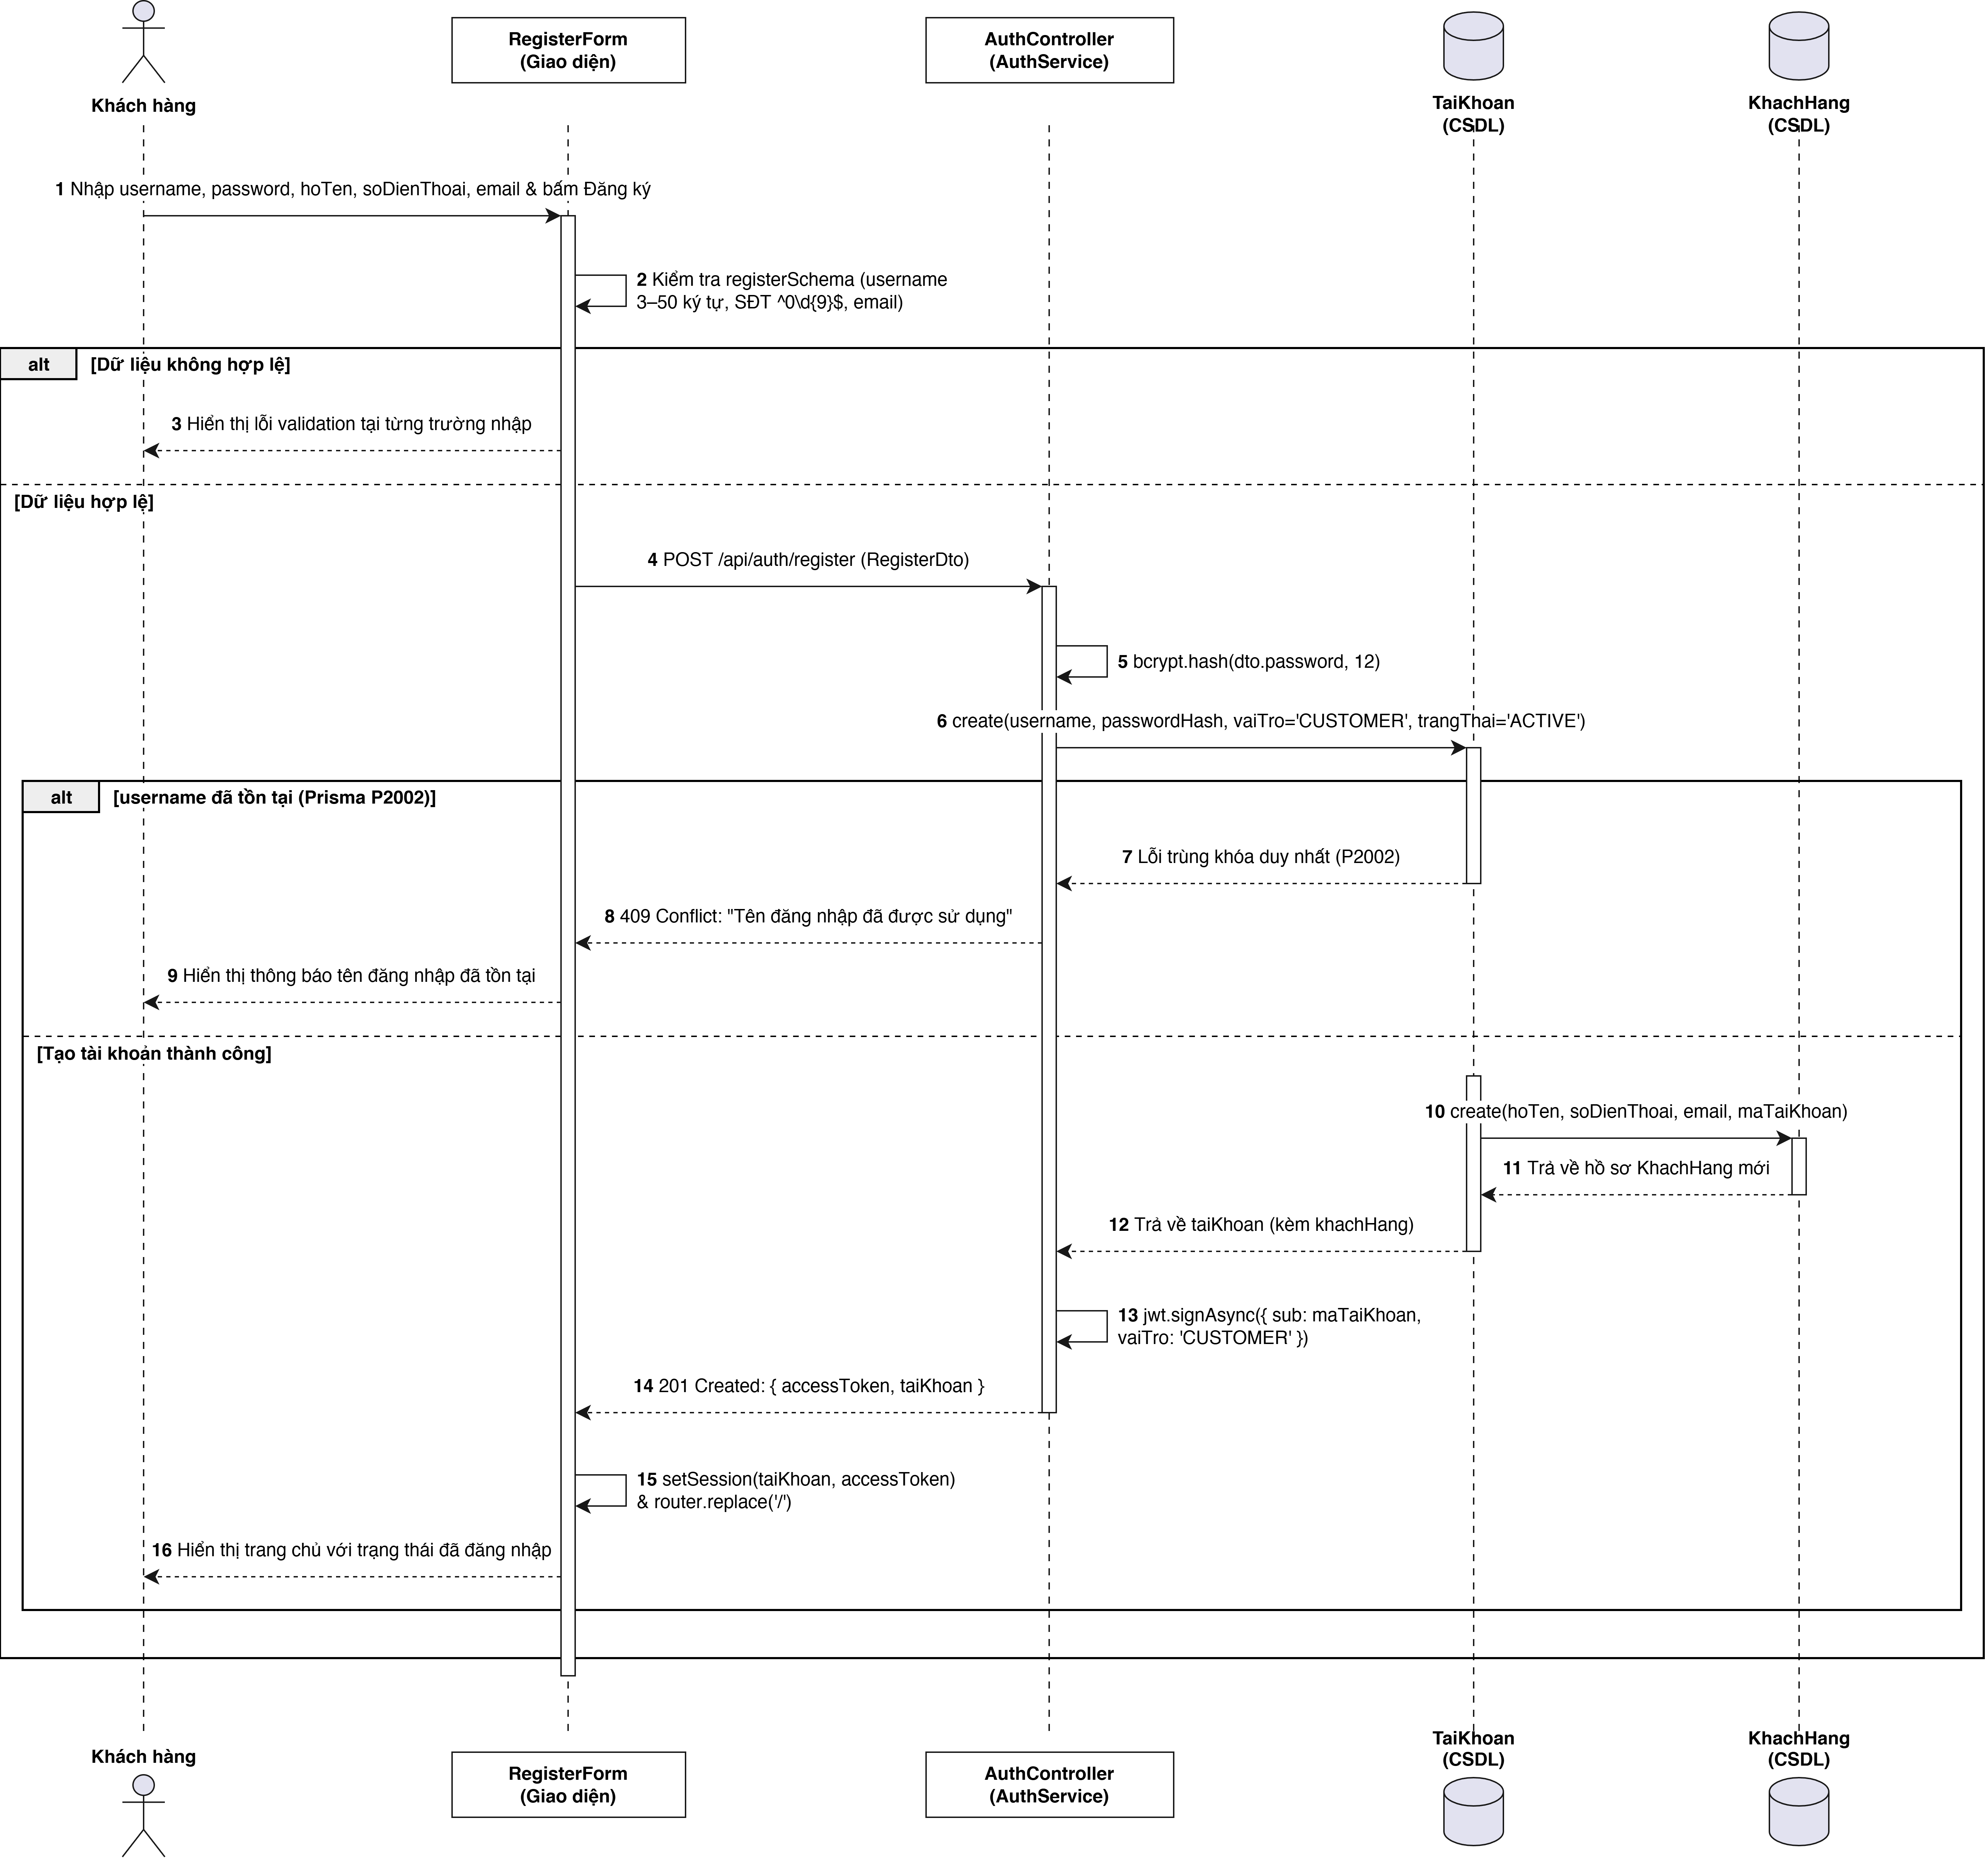 Khách hàng
RegisterForm
(Giao diện)
AuthController
(AuthService)
TaiKhoan
(CSDL)
KhachHang
(CSDL)
1 Nhập username, password, hoTen, soDienThoai, email & bấm Đăng ký
2 Kiểm tra registerSchema (username
3–50 ký tự, SĐT ^0\d{9}$, email)
alt [Dữ liệu không hợp lệ]
3 Hiển thị lỗi validation tại từng trường nhập
[Dữ liệu hợp lệ]
4 POST /api/auth/register (RegisterDto)
5 bcrypt.hash(dto.password, 12)
6 create(username, passwordHash, vaiTro='CUSTOMER', trangThai='ACTIVE')
alt [username đã tồn tại (Prisma P2002)]
7 Lỗi trùng khóa duy nhất (P2002)
8 409 Conflict: "Tên đăng nhập đã được sử dụng"
9 Hiển thị thông báo tên đăng nhập đã tồn tại
[Tạo tài khoản thành công]
10 create(hoTen, soDienThoai, email, maTaiKhoan)
11 Trả về hồ sơ KhachHang mới
12 Trả về taiKhoan (kèm khachHang)
13 jwt.signAsync({ sub: maTaiKhoan,
vaiTro: 'CUSTOMER' })
14 201 Created: { accessToken, taiKhoan }
15 setSession(taiKhoan, accessToken)
& router.replace('/')
16 Hiển thị trang chủ với trạng thái đã đăng nhập
Khách hàng
RegisterForm
(Giao diện)
AuthController
(AuthService)
TaiKhoan
(CSDL)
KhachHang
(CSDL)